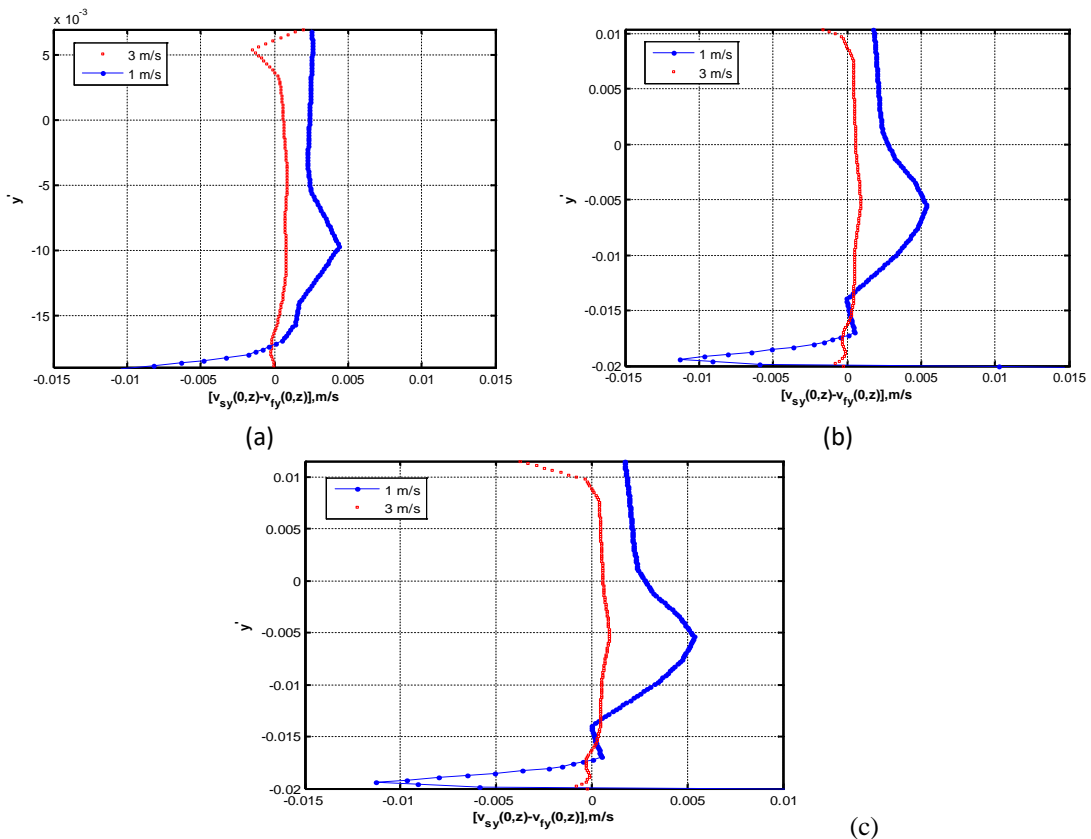 x 10⁻³
5
0
-5
-10
-15
y'
3 m/s
1 m/s
-0.015 -0.01 -0.005 0 0.005 0.01 0.015
[v_sy(0,z)-v_fy(0,z)],m/s
(a)
0.01
0.005
0
-0.005
-0.01
-0.015
-0.02
y'
1 m/s
3 m/s
-0.015 -0.01 -0.005 0 0.005 0.01 0.015
[v_sy(0,z)-v_fy(0,z)],m/s
(b)
0.01
0.005
0
-0.005
-0.01
-0.015
-0.02
y'
1 m/s
3 m/s
-0.015 -0.01 -0.005 0 0.005 0.01
[v_sy(0,z)-v_fy(0,z)],m/s
(c)